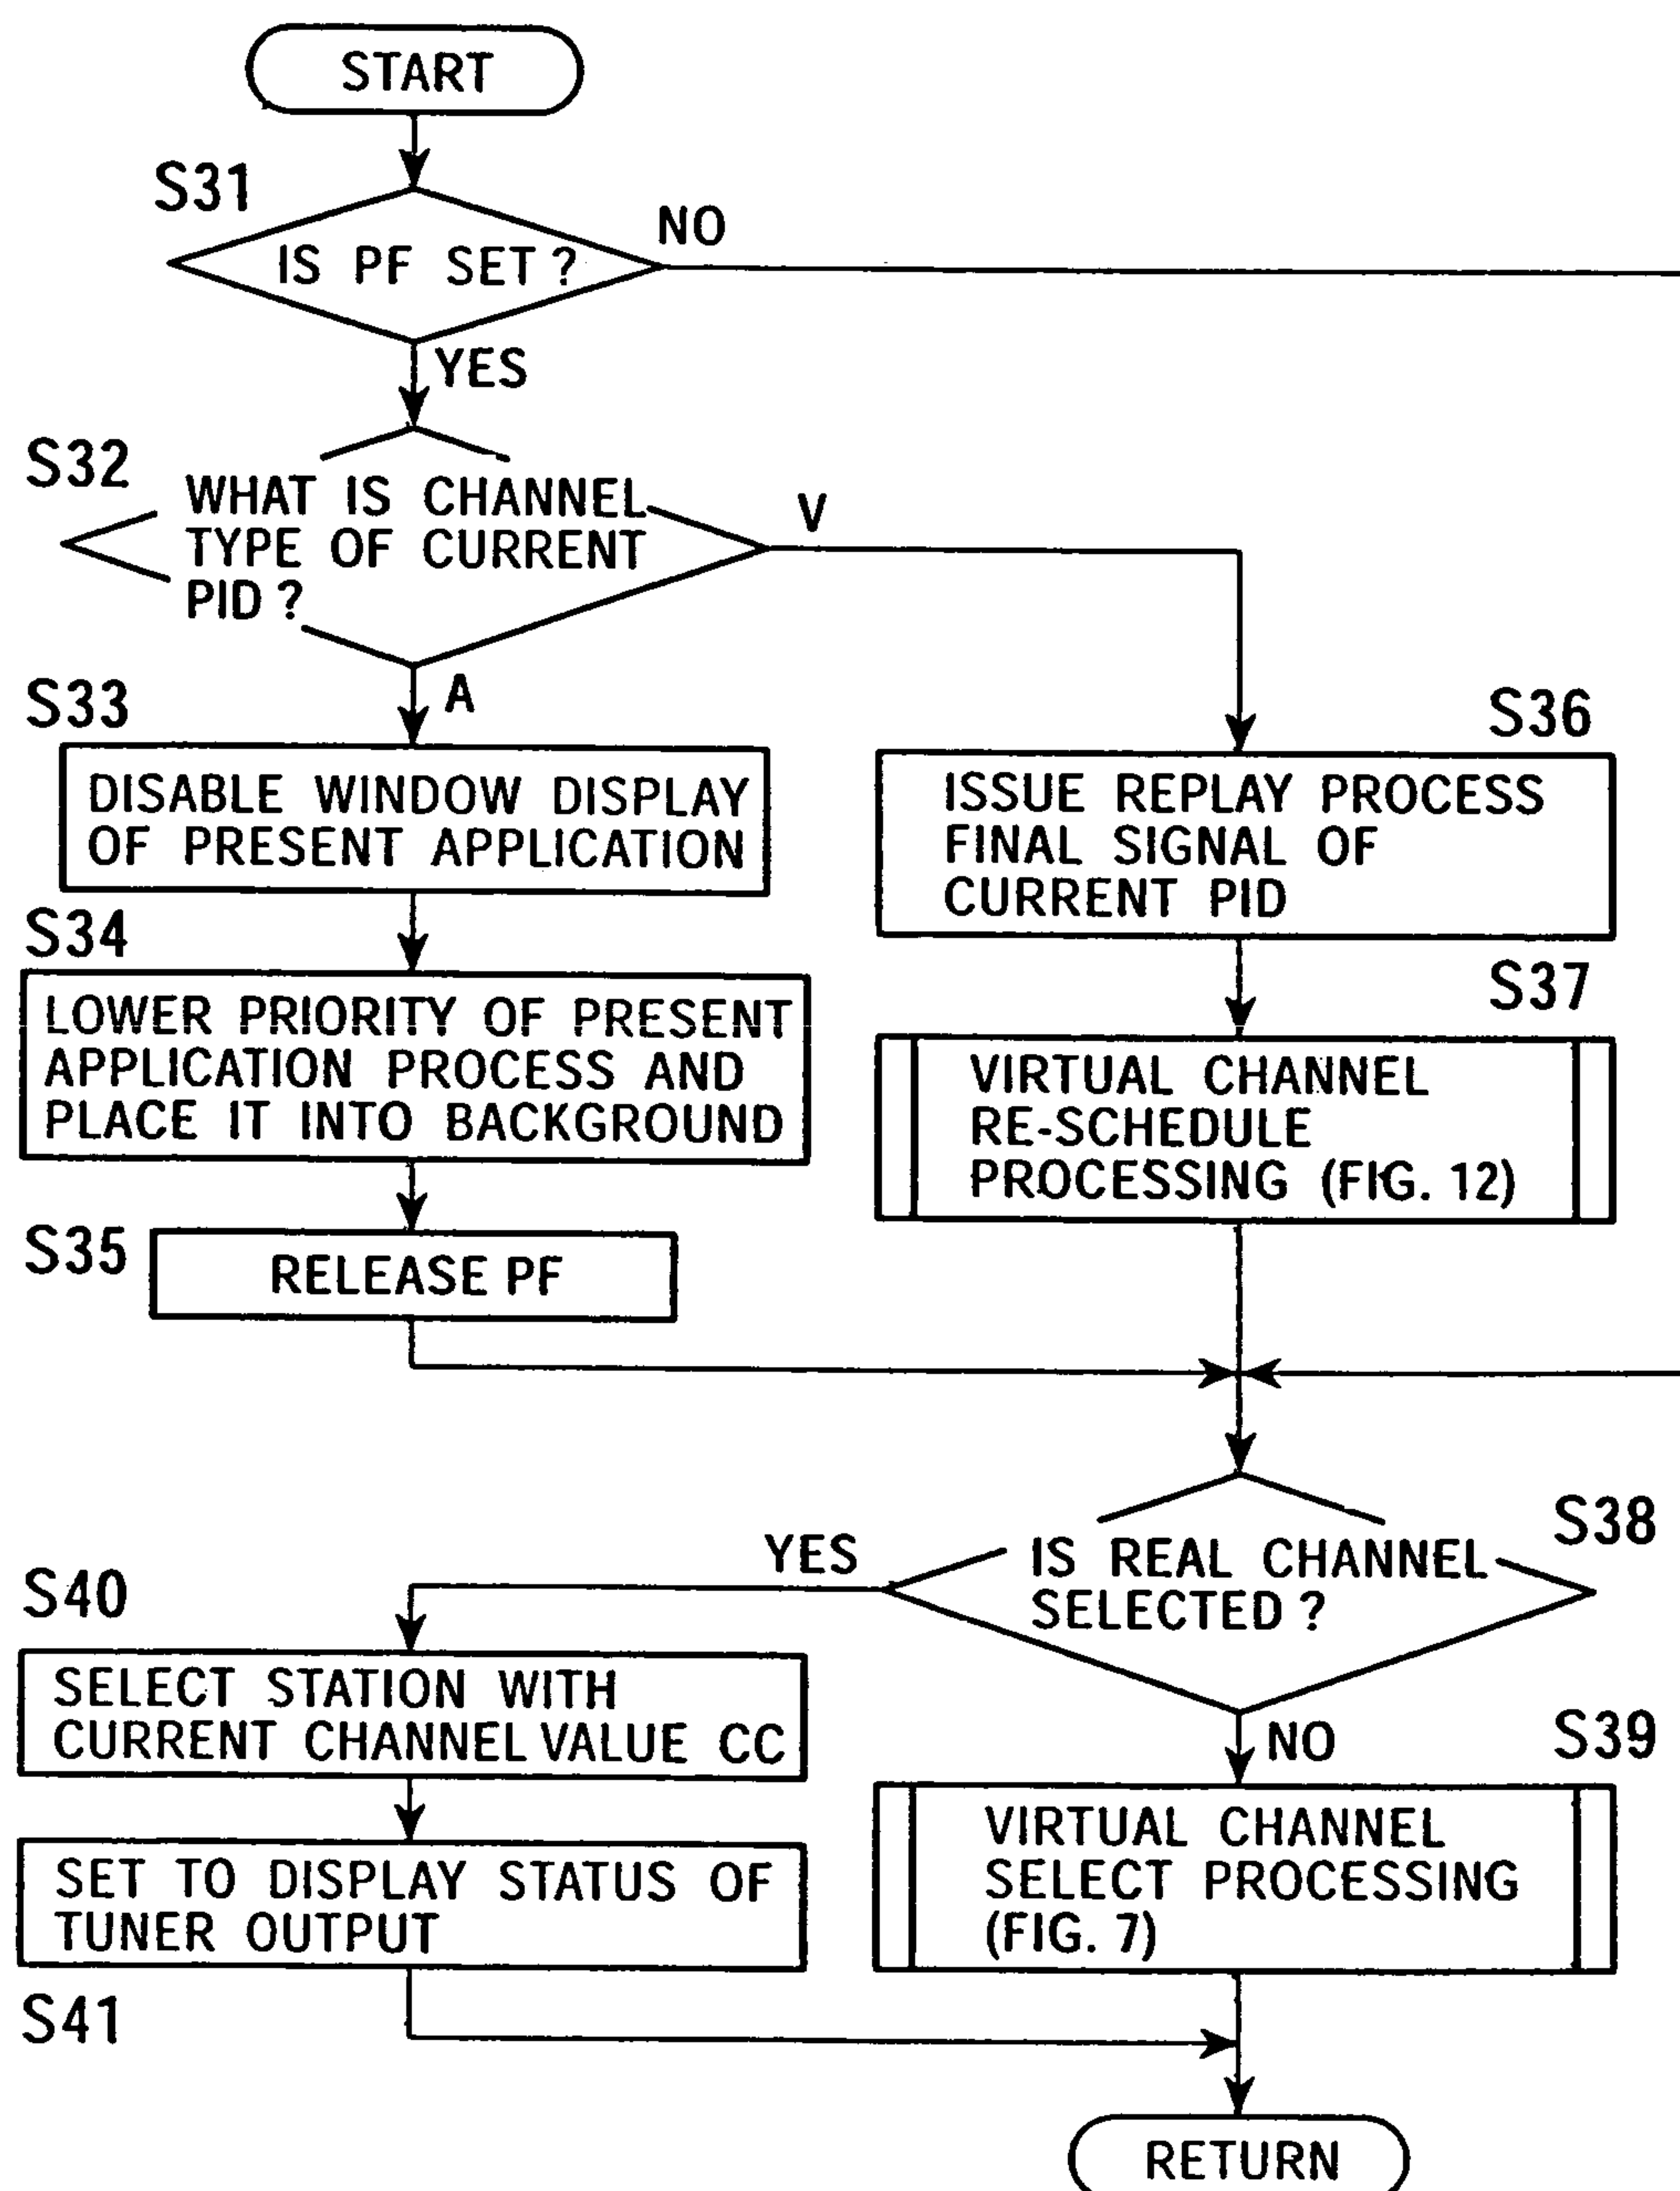 START
S31
IS PF SET ?
NO
YES
S32
WHAT IS CHANNEL
TYPE OF CURRENT
PID ?
V
A
S33
DISABLE WINDOW DISPLAY
OF PRESENT APPLICATION
S34
LOWER PRIORITY OF PRESENT
APPLICATION PROCESS AND
PLACE IT INTO BACKGROUND
S35
RELEASE PF
S36
ISSUE REPLAY PROCESS
FINAL SIGNAL OF
CURRENT PID
S37
VIRTUAL CHANNEL
RE-SCHEDULE
PROCESSING (FIG. 12)
S38
IS REAL CHANNEL
SELECTED ?
YES
NO
S40
SELECT STATION WITH
CURRENT CHANNEL VALUE CC
SET TO DISPLAY STATUS OF
TUNER OUTPUT
S41
S39
VIRTUAL CHANNEL
SELECT PROCESSING
(FIG. 7)
RETURN